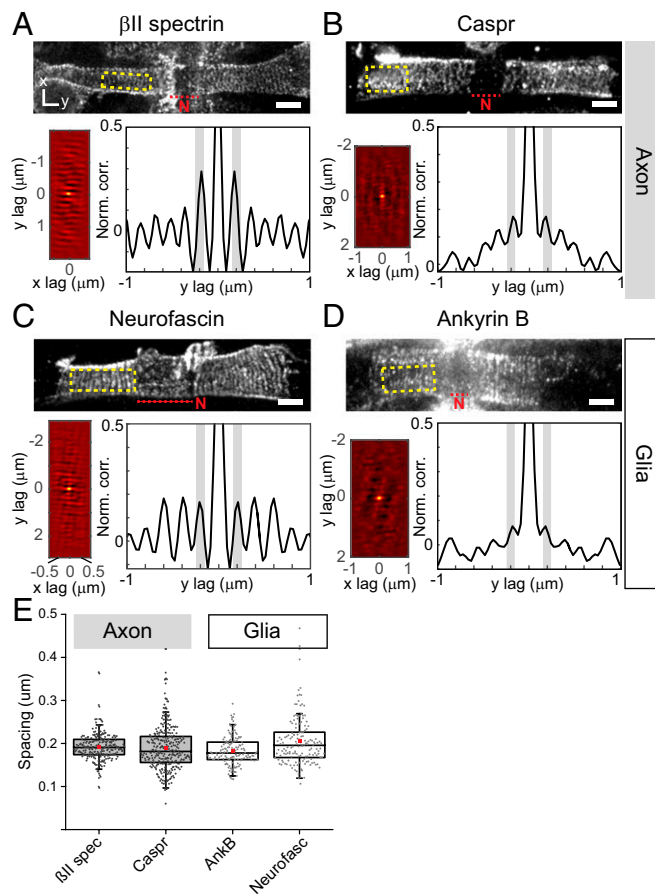 A
βII spectrin
x
y
N
y lag (μm)
-1
0
1
0
x lag (μm)
Norm. corr.
0.5
0
-1
1
y lag (μm)
B
Caspr
N
y lag (μm)
-2
0
2
-1 0 1
x lag (μm)
Norm. corr.
0.5
0
-1
1
y lag (μm)
Axon
C
Neurofascin
N
y lag (μm)
-2
0
2
-0.5 0 0.5
x lag (μm)
Norm. corr.
0.5
0
-1
1
y lag (μm)
D
Ankyrin B
N
y lag (μm)
-2
0
2
-1 0 1
x lag (μm)
Norm. corr.
0.5
0
-1
1
y lag (μm)
Glia
E
Axon
Glia
Spacing (um)
0.5
0.4
0.3
0.2
0.1
βII spec
Caspr
AnkB
Neurofasc